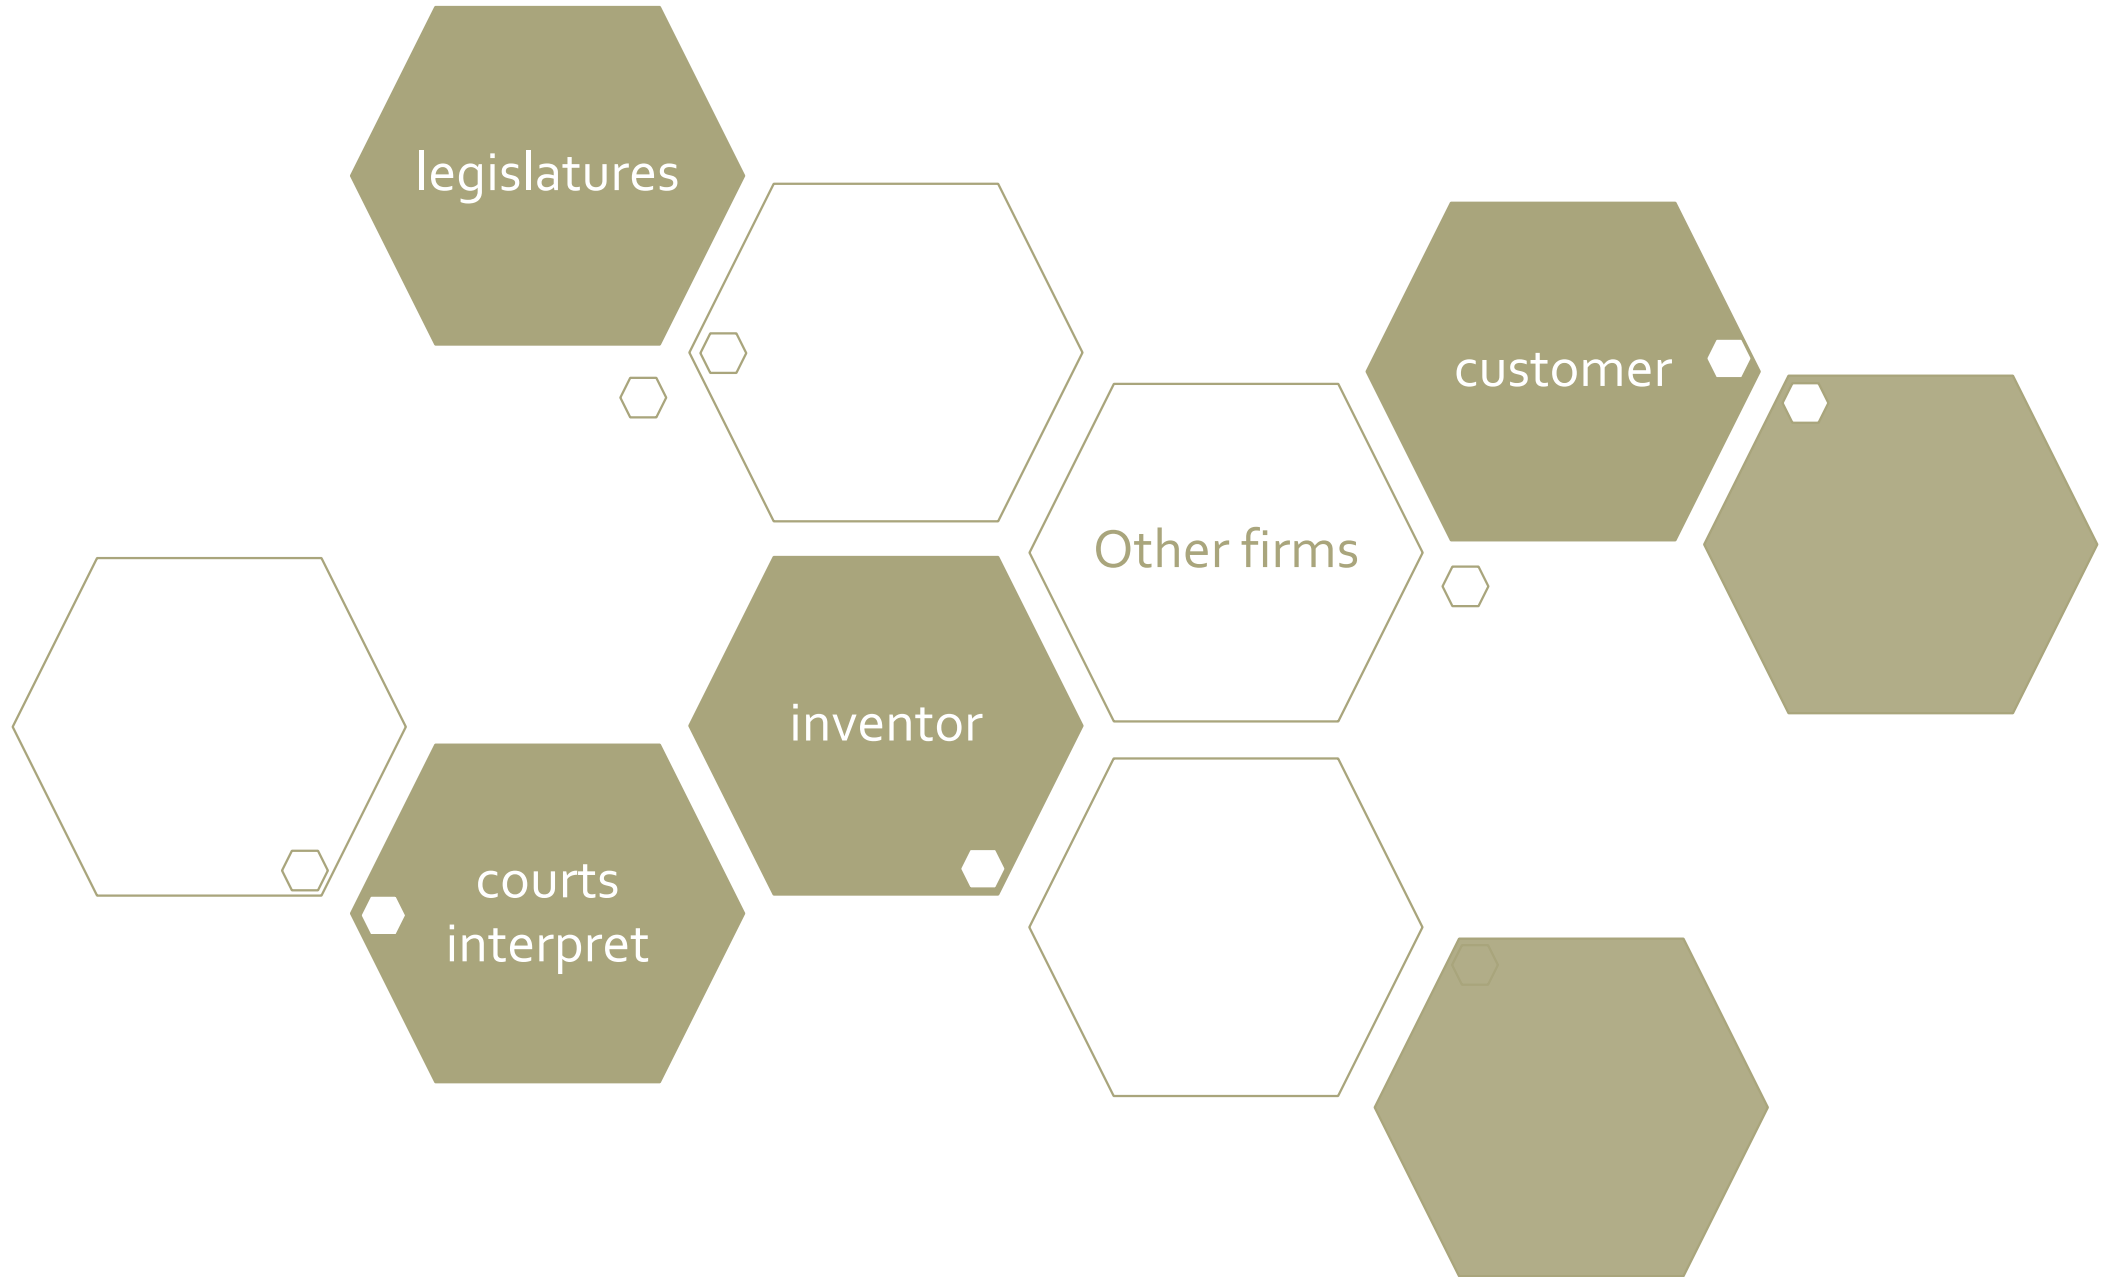 legislatures
customer
Other firms
inventor
courts
interpret